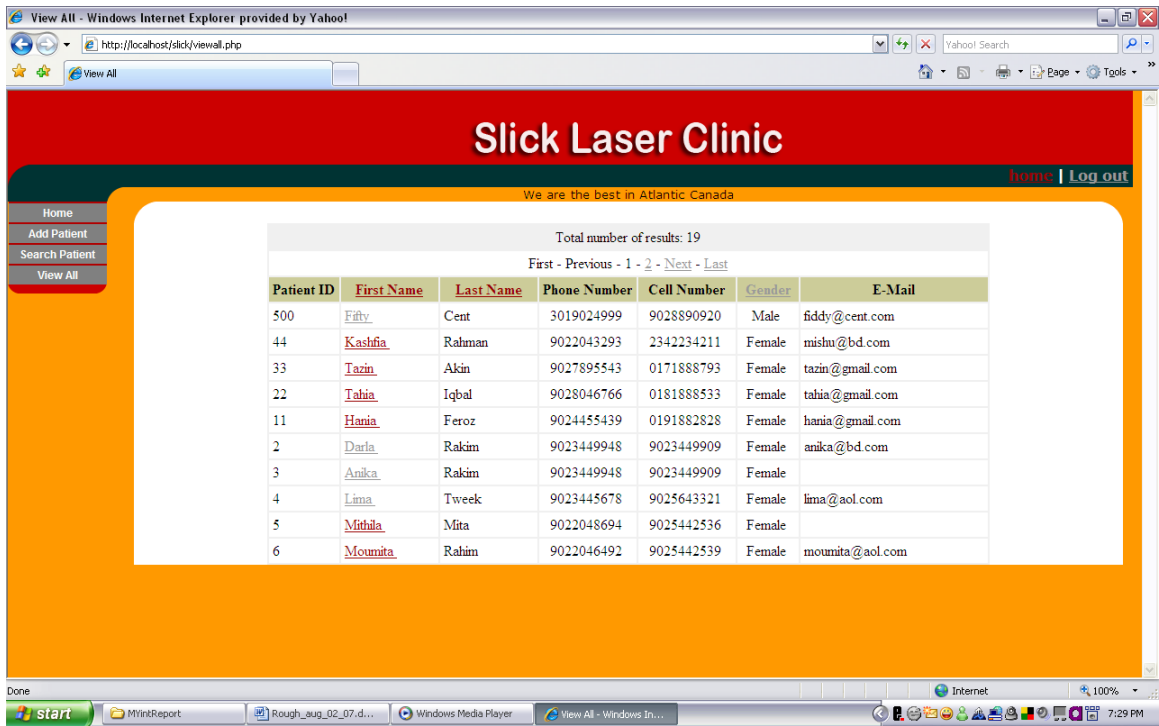 View All - Windows Internet Explorer provided by Yahoo!
http://localhost/slick/viewall.php
Yahoo! Search
View All
Page Tools »
Slick Laser Clinic
home | Log out
We are the best in Atlantic Canada
Home
Add Patient
Search Patient
View All
Total number of results: 19
First - Previous - 1 - 2 - Next - Last
Patient ID First Name Last Name Phone Number Cell Number Gender E-Mail
500 Fifty Cent 3019024999 9028890920 Male fiddy@cent.com
44 Kashfia Rahman 9022043293 2342234211 Female mishu@bd.com
33 Tazin Akin 9027895543 0171888793 Female tazin@gmail.com
22 Tahia Iqbal 9028046766 0181888533 Female tahia@gmail.com
11 Hania Feroz 9024455439 0191882828 Female hania@gmail.com
2 Darla Rakim 9023449948 9023449909 Female anika@bd.com
3 Anika Rakim 9023449948 9023449909 Female
4 Lima Tweek 9023445678 9025643321 Female lima@aol.com
5 Mithila Mita 9022048694 9025442536 Female
6 Moumita Rahim 9022046492 9025442539 Female moumita@aol.com
Done Internet 100%
start MYintReport Rough_aug_02_07.d... Windows Media Player View All - Windows In... 7:29 PM